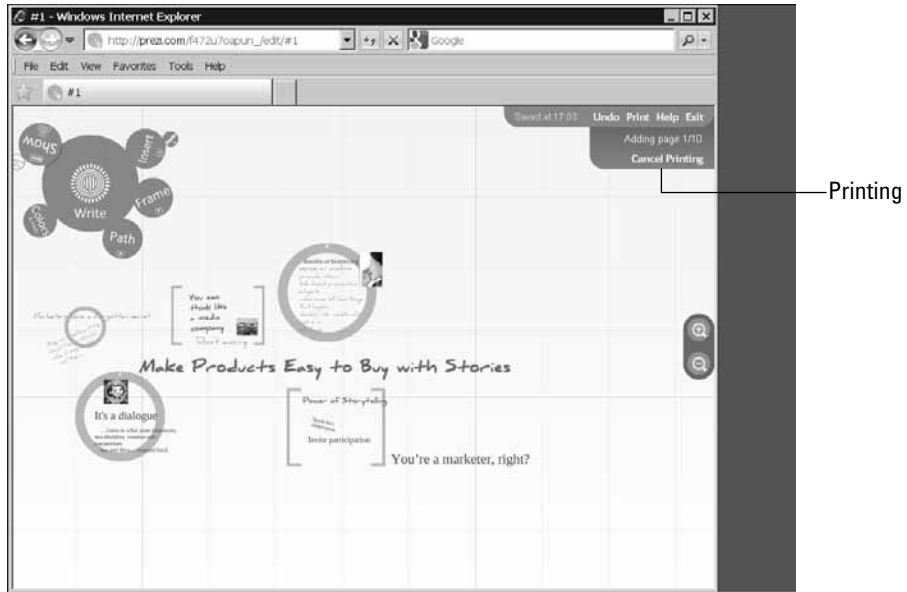 #1 - Windows Internet Explorer
http://prezi.com/f472u7oapun_/edit/#1
Google
File Edit View Favorites Tools Help
#1
Saved at 17:03 Undo Print Help Exit
Adding page 1/10
Cancel Printing
Printing
Show
Insert
Write
Frame
Colors
Path
Benefits of Storytelling
You can
think like
a media
company
Make Products Easy to Buy with Stories
It's a dialogue
Power of Storytelling
Invite participation
You're a marketer, right?